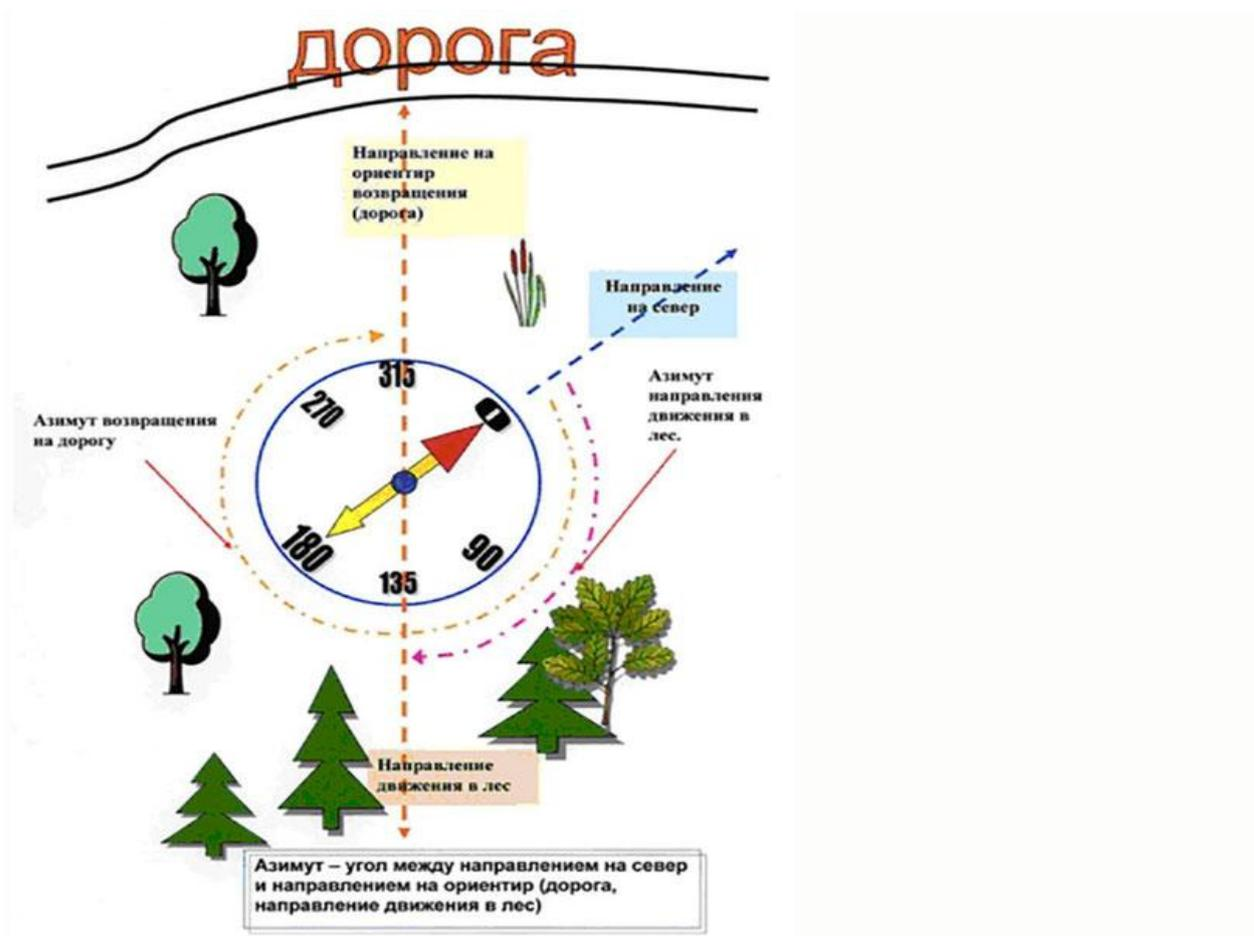 дорога
Направление на
ориентир
возвращения
(дорога)
Направление
на север
Азимут
направления
движения в
лес.
Азимут возвращения
на дорогу
315
270
0
180
90
135
Направление
движения в лес
Азимут – угол между направлением на север
и направлением на ориентир (дорога,
направление движения в лес)